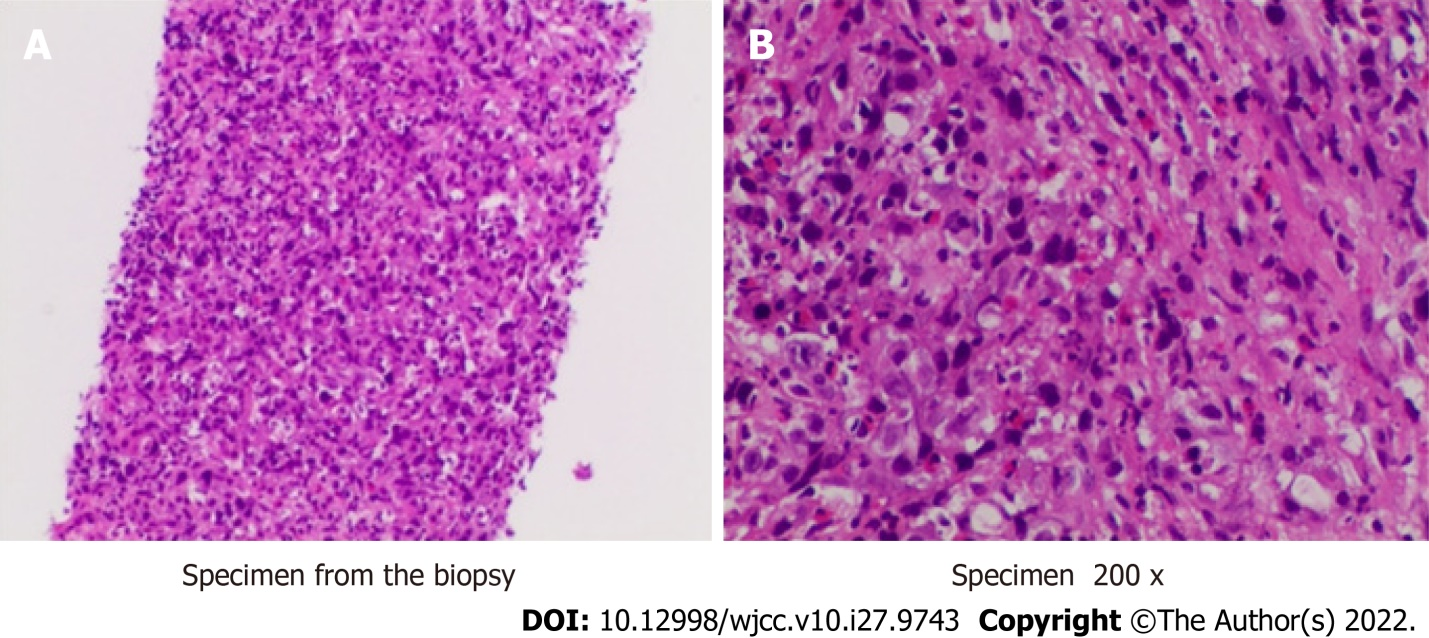 A B
Specimen from the biopsy Specimen 200 x
DOI: 10.12998/wjcc.v10.i27.9743 Copyright ©The Author(s) 2022.